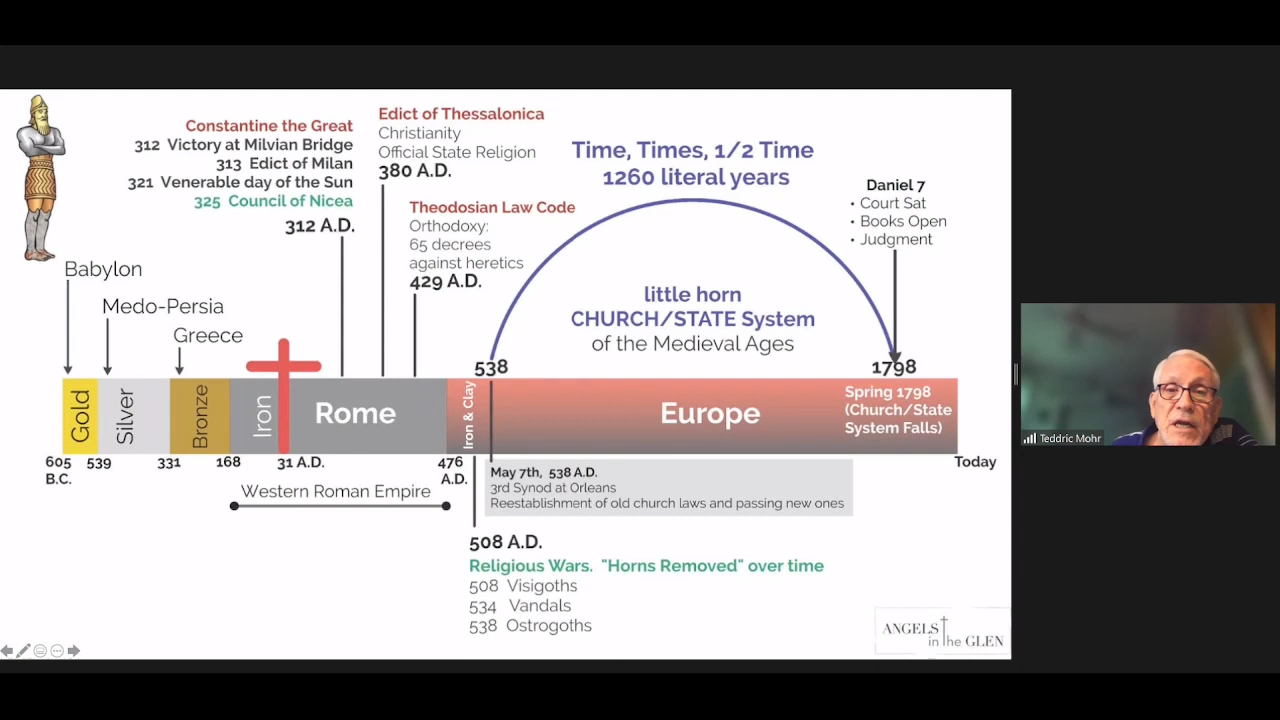 Constantine the Great
312 Victory at Milvian Bridge
313 Edict of Milan
321 Venerable day of the Sun
325 Council of Nicea
312 A.D.
Edict of Thessalonica
Christianity
Official State Religion
380 A.D.
Theodosian Law Code
Orthodoxy:
65 decrees
against heretics
429 A.D.
Time, Times, 1/2 Time
1260 literal years
Daniel 7
• Court Sat
• Books Open
• Judgment
little horn
CHURCH/STATE System
of the Medieval Ages
Babylon
Medo-Persia
Greece
538
1798
Gold
Silver
Bronze
Iron
Rome
Iron & Clay
Europe
Spring 1798
(Church/State
System Falls)
605
B.C.
539
331
168
31 A.D.
476
A.D.
Today
Western Roman Empire
May 7th, 538 A.D.
3rd Synod at Orleans
Reestablishment of old church laws and passing new ones
508 A.D.
Religious Wars. "Horns Removed" over time
508 Visigoths
534 Vandals
538 Ostrogoths
ANGELS
in the GLEN
Teddric Mohr